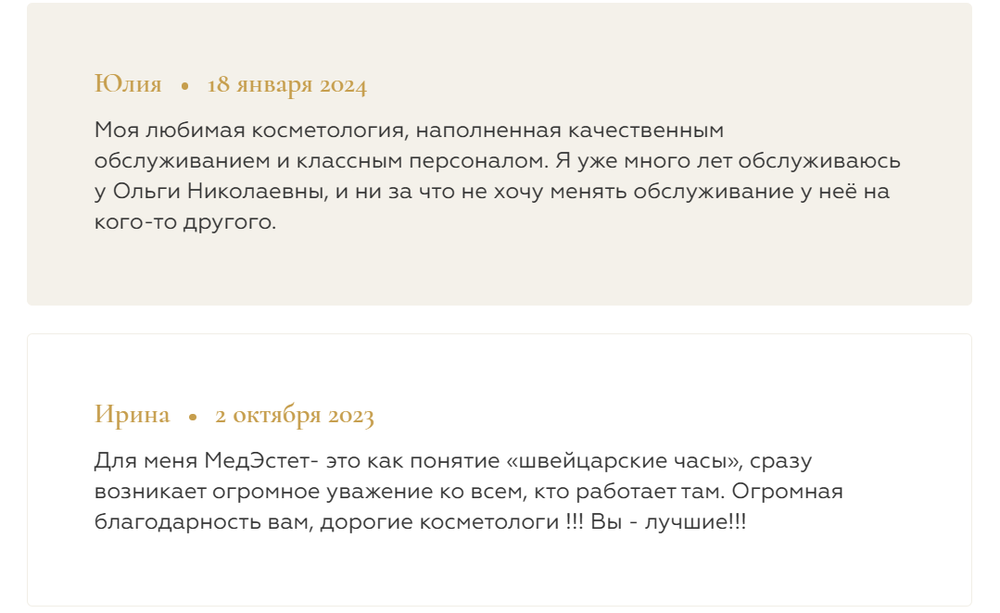 Юлия • 18 января 2024
Моя любимая косметология, наполненная качественным
обслуживанием и классным персоналом. Я уже много лет обслуживаюсь
у Ольги Николаевны, и ни за что не хочу менять обслуживание у неё на
кого-то другого.
Ирина • 2 октября 2023
Для меня МедЭстет- это как понятие «швейцарские часы», сразу
возникает огромное уважение ко всем, кто работает там. Огромная
благодарность вам, дорогие косметологи !!! Вы - лучшие!!!